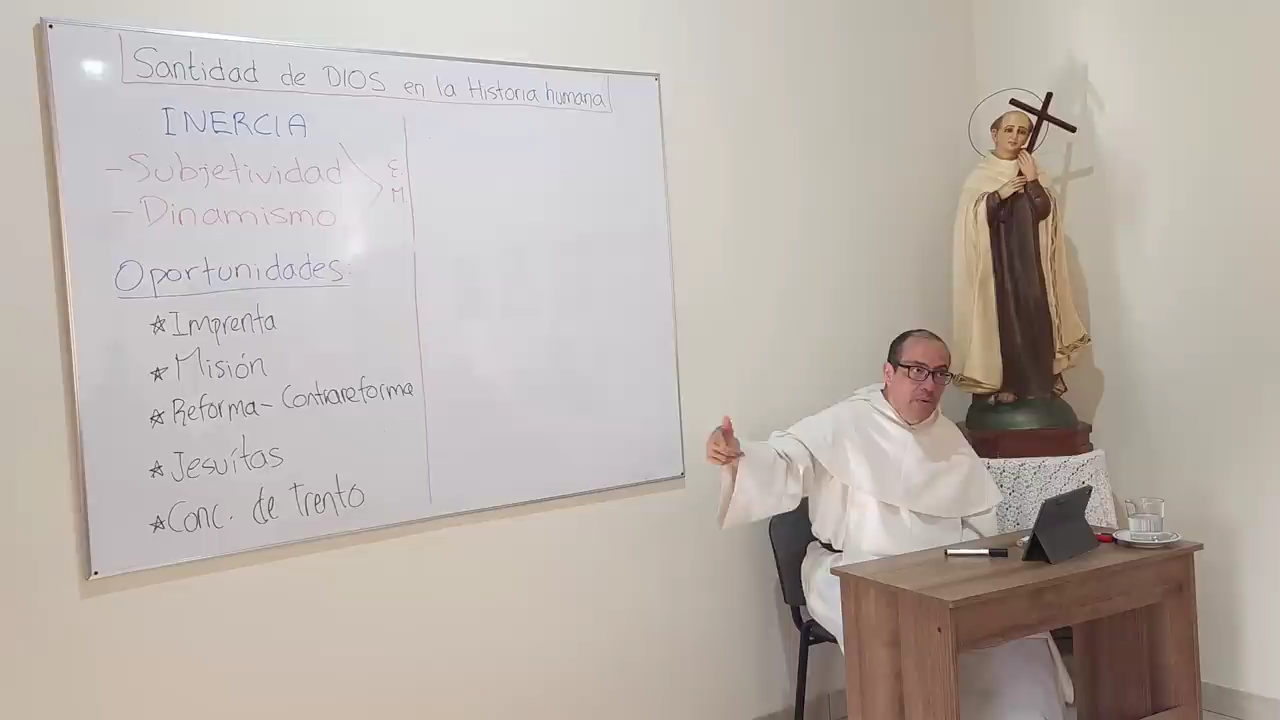 Santidad de DIOS en la Historia humana
INERCIA
- Subjetividad
- Dinamismo
E.
M.
Oportunidades:
☆ Imprenta
☆ Misión
☆ Reforma - Contrareforma
☆ Jesuítas
☆ Conc. de trento